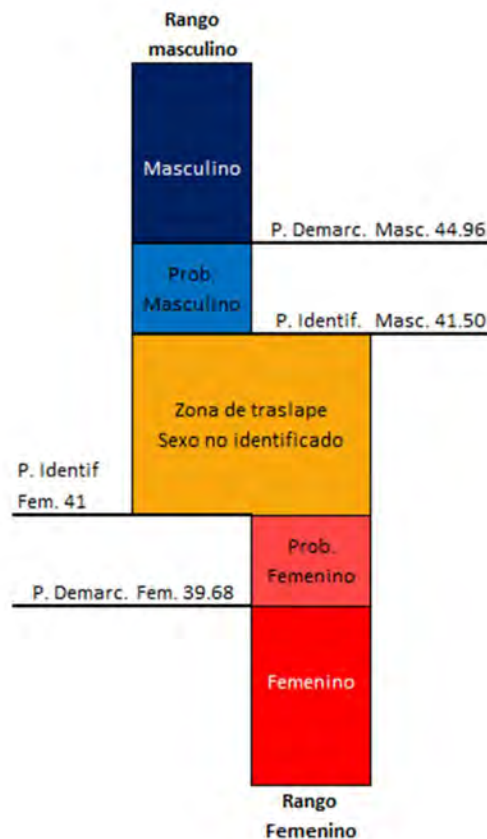 Rango
masculino
Masculino
P. Demarc. Masc. 44.96
Prob.
Masculino
P. Identif. Masc. 41.50
Zona de traslape
Sexo no identificado
P. Identif
Fem. 41
Prob.
Femenino
P. Demarc. Fem. 39.68
Femenino
Rango
Femenino